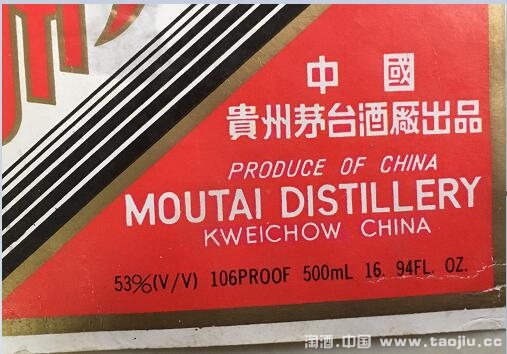 中國
貴州茅台酒廠出品
PRODUCE OF CHINA
MOUTAI DISTILLERY
KWEICHOW CHINA
53%(V/V) 106PROOF 500mL 16. 94FL. OZ.
淘酒.中国 www.taojiu.cc